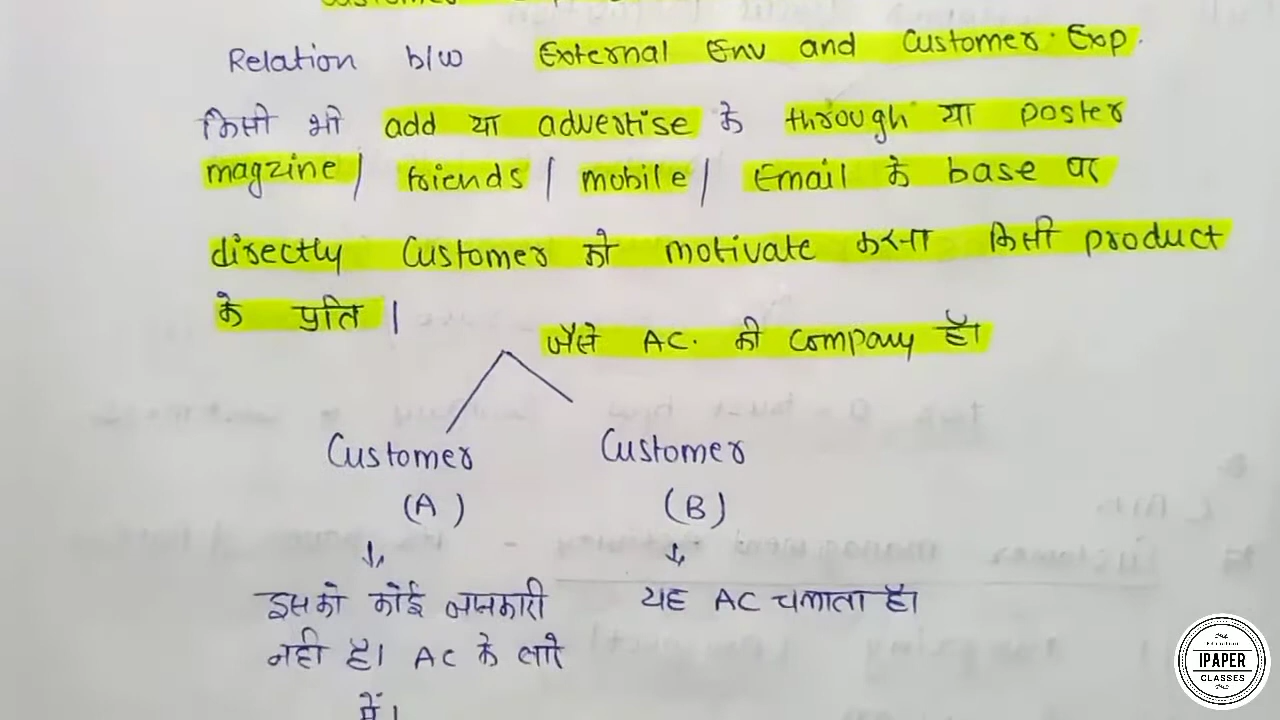 Customer
Relation b/w External Env and Customer Exp.
किसी भी add या advertise के through या poster
magzine / friends / mobile / Email के base पर
directly Customer को motivate करना किसी product
के प्रति |
जैसे AC. की Company है।
Customer Customer
(A) (B)
इसको कोई जानकारी यह AC चलाता है।
नही है। AC के बारे
में।
IPAPER
CLASSES